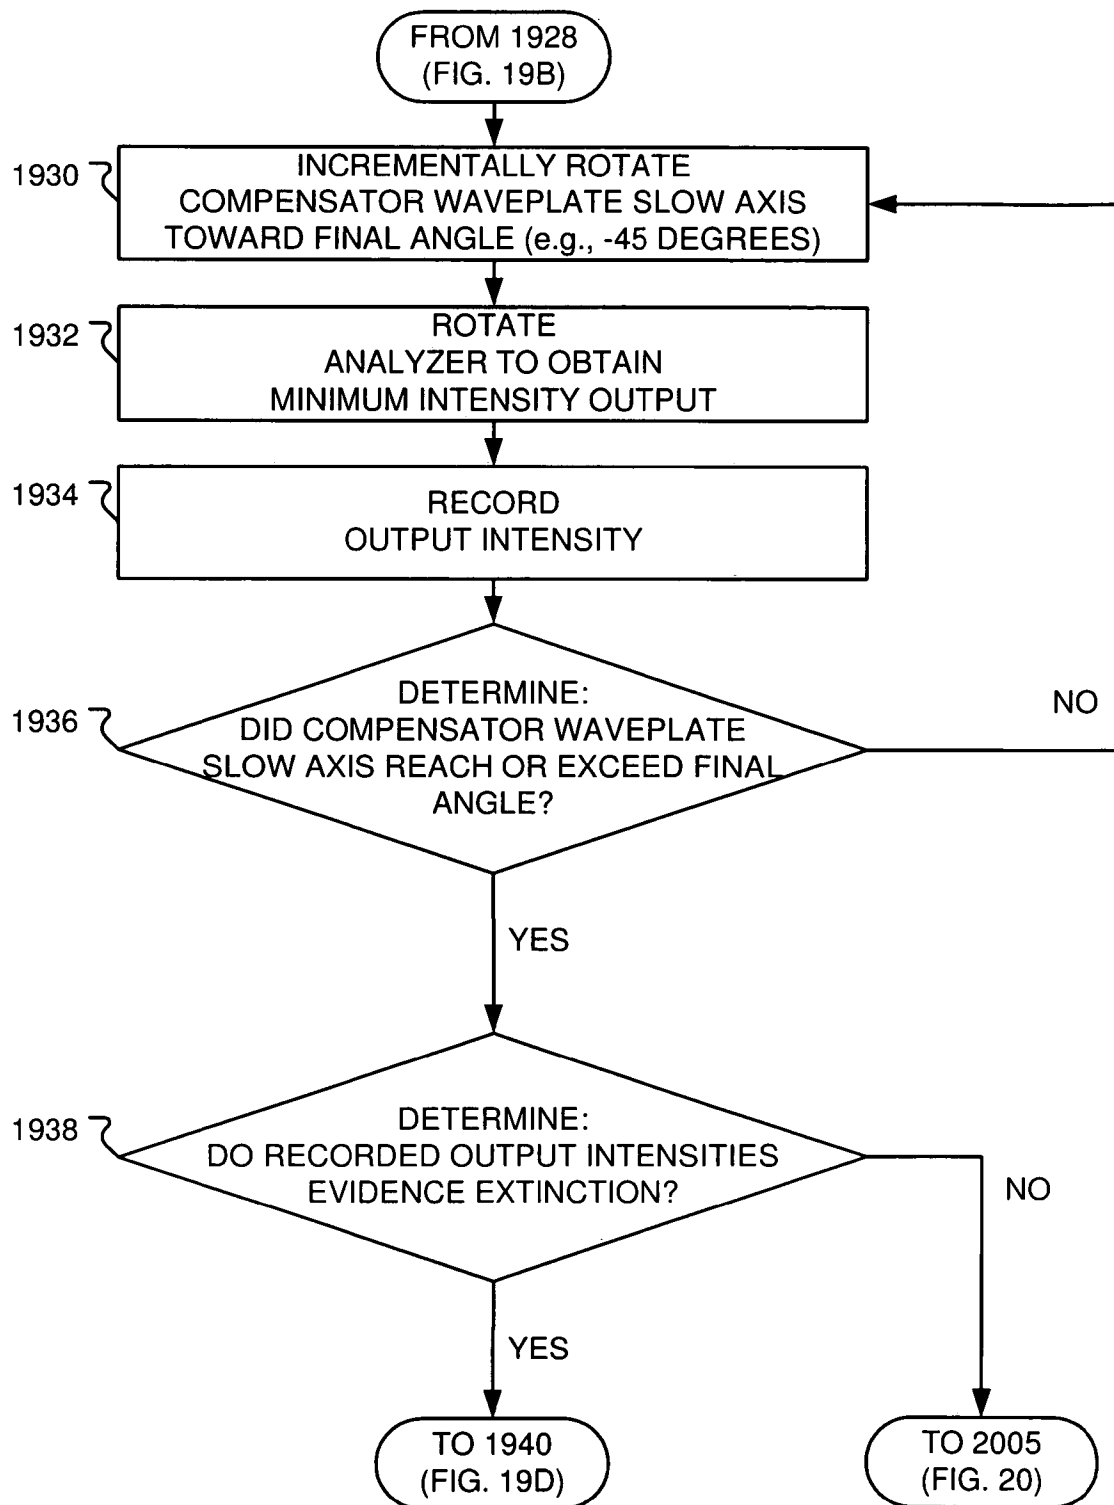 FROM 1928
(FIG. 19B)
1930
INCREMENTALLY ROTATE
COMPENSATOR WAVEPLATE SLOW AXIS
TOWARD FINAL ANGLE (e.g., -45 DEGREES)
1932
ROTATE
ANALYZER TO OBTAIN
MINIMUM INTENSITY OUTPUT
1934
RECORD
OUTPUT INTENSITY
1936
DETERMINE:
DID COMPENSATOR WAVEPLATE
SLOW AXIS REACH OR EXCEED FINAL
ANGLE?
NO
YES
1938
DETERMINE:
DO RECORDED OUTPUT INTENSITIES
EVIDENCE EXTINCTION?
NO
YES
TO 1940
(FIG. 19D)
TO 2005
(FIG. 20)